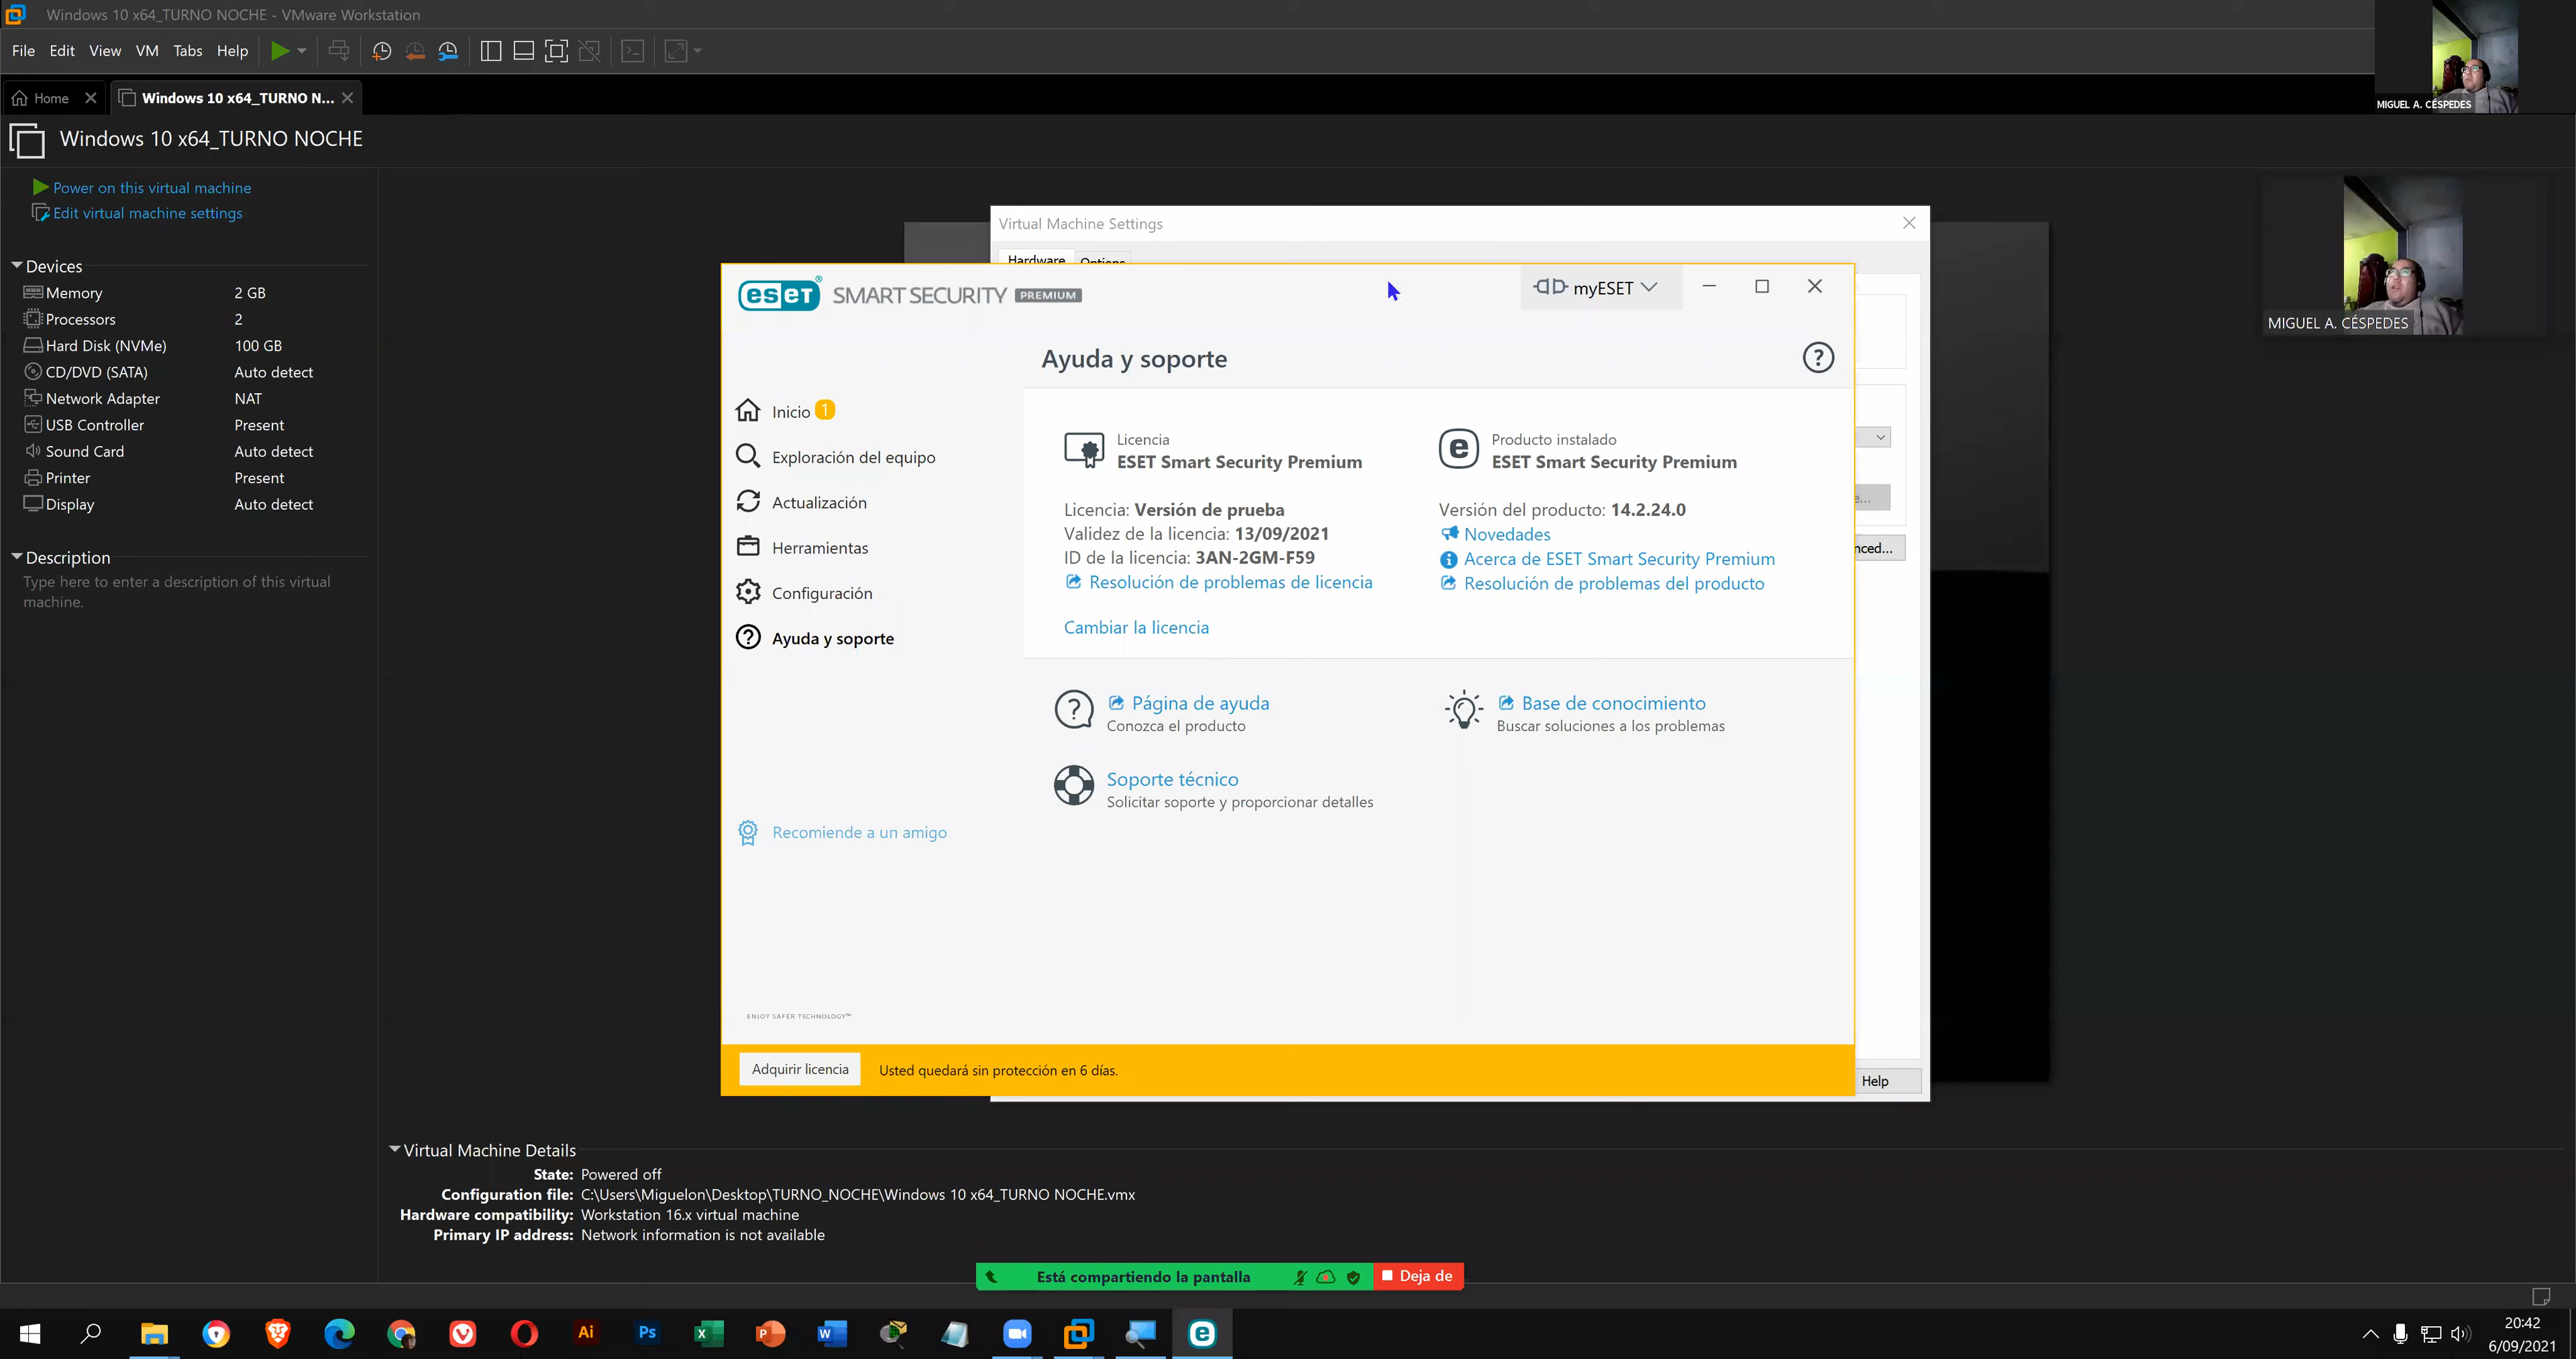 Windows 10 x64_TURNO NOCHE - VMware Workstation
File Edit View VM Tabs Help
MIGUEL A. CÉSPEDES
Home
Windows 10 x64_TURNO N...
Windows 10 x64_TURNO NOCHE
Power on this virtual machine
Edit virtual machine settings
Devices
Memory 2 GB
Processors 2
Hard Disk (NVMe) 100 GB
CD/DVD (SATA) Auto detect
Network Adapter NAT
USB Controller Present
Sound Card Auto detect
Printer Present
Display Auto detect
Description
Type here to enter a description of this virtual
machine.
Virtual Machine Settings
Hardware Options
MIGUEL A. CÉSPEDES
eset® SMART SECURITY PREMIUM
myESET
Ayuda y soporte
Inicio 1
Exploración del equipo
Actualización
Herramientas
Configuración
Ayuda y soporte
Recomiende a un amigo
ENJOY SAFER TECHNOLOGY™
Licencia
ESET Smart Security Premium
Licencia: Versión de prueba
Validez de la licencia: 13/09/2021
ID de la licencia: 3AN-2GM-F59
Resolución de problemas de licencia
Cambiar la licencia
Producto instalado
ESET Smart Security Premium
Versión del producto: 14.2.24.0
Novedades
Acerca de ESET Smart Security Premium
Resolución de problemas del producto
Página de ayuda
Conozca el producto
Base de conocimiento
Buscar soluciones a los problemas
Soporte técnico
Solicitar soporte y proporcionar detalles
Adquirir licencia
Usted quedará sin protección en 6 días.
e...
nced...
Help
Virtual Machine Details
State: Powered off
Configuration file: C:\Users\Miguelon\Desktop\TURNO_NOCHE\Windows 10 x64_TURNO NOCHE.vmx
Hardware compatibility: Workstation 16.x virtual machine
Primary IP address: Network information is not available
Está compartiendo la pantalla
Deja de
Ai
Ps
20:42
6/09/2021